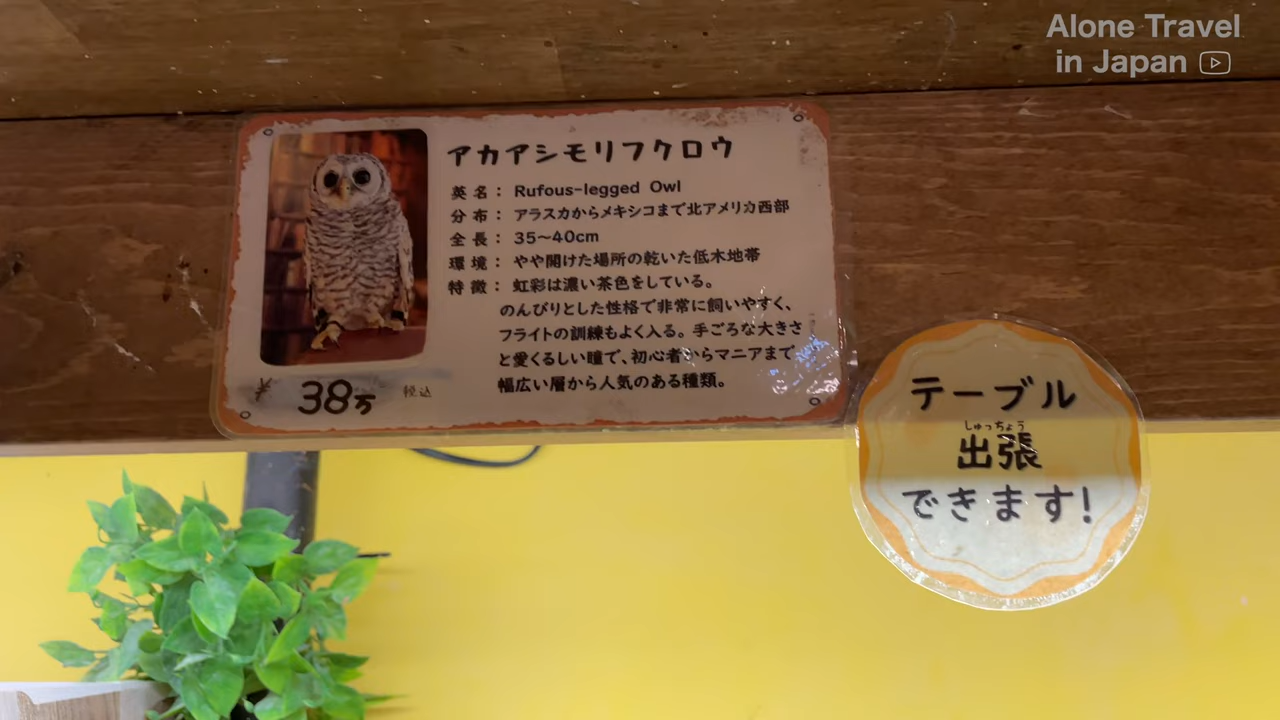 Alone Travel
in Japan
アカアシモリフクロウ
英名： Rufous-legged Owl
分布： アラスカからメキシコまで北アメリカ西部
全長： 35〜40cm
環境： やや開けた場所の乾いた低木地帯
特徴： 虹彩は濃い茶色をしている。
のんびりとした性格で非常に飼いやすく、
フライトの訓練もよく入る。手ごろな大きさ
と愛くるしい瞳で、初心者からマニアまで
幅広い層から人気のある種類。
¥ 38万 税込
テーブル
しゅっちょう
出張
できます!